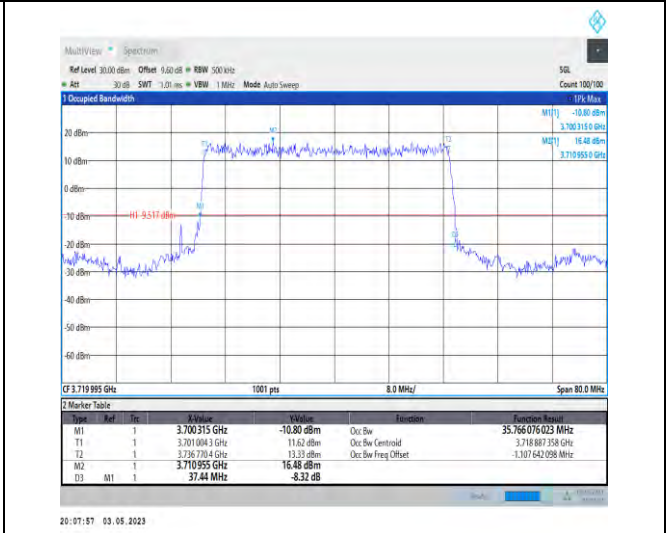 MultiView Spectrum
Ref Level 30.00 dBm Offset 9.60 dB RBW 500 kHz SGL
Att 30 dB SWT 1.01 ms VBW 1 MHz Mode Auto Sweep Count 100/100
1 Occupied Bandwidth 1Pk Max
M1[1] -10.80 dBm
3.700 315 0 GHz
M2[1] 16.48 dBm
3.710 955 0 GHz
20 dBm
M2
T1
T2
10 dBm
0 dBm
M1
-10 dBm H1 -9.517 dBm
-20 dBm
D3
-30 dBm
-40 dBm
-50 dBm
-60 dBm
CF 3.719 995 GHz 1001 pts 8.0 MHz/ Span 80.0 MHz
2 Marker Table
Type Ref Trc X-Value Y-Value Function Function Result
M1 1 3.700315 GHz -10.80 dBm Occ Bw 35.766 076 023 MHz
T1 1 3.701 004 3 GHz 11.62 dBm Occ Bw Centroid 3.718 887 358 GHz
T2 1 3.736 770 4 GHz 13.33 dBm Occ Bw Freq Offset -1.107 642 098 MHz
M2 1 3.710955 GHz 16.48 dBm
D3 M1 1 37.44 MHz -8.32 dB
20:07:57 03.05.2023